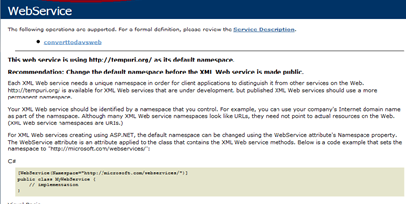 WebService
The following operations are supported. For a formal definition, please review the Service Description.
converttodaysweb
This web service is using http://tempuri.org/ as its default namespace.
Recommendation: Change the default namespace before the XML Web service is made public.
Each XML Web service needs a unique namespace in order for client applications to distinguish it from other services on the Web.
http://tempuri.org/ is available for XML Web services that are under development, but published XML Web services should use a more
permanent namespace.
Your XML Web service should be identified by a namespace that you control. For example, you can use your company's Internet domain name
as part of the namespace. Although many XML Web service namespaces look like URLs, they need not point to actual resources on the Web.
(XML Web service namespaces are URIs.)
For XML Web services creating using ASP.NET, the default namespace can be changed using the WebService attribute's Namespace property.
The WebService attribute is an attribute applied to the class that contains the XML Web service methods. Below is a code example that sets the
namespace to "http://microsoft.com/webservices/":
C#
[WebService(Namespace="http://microsoft.com/webservices/")]
public class MyWebService {
// implementation
}